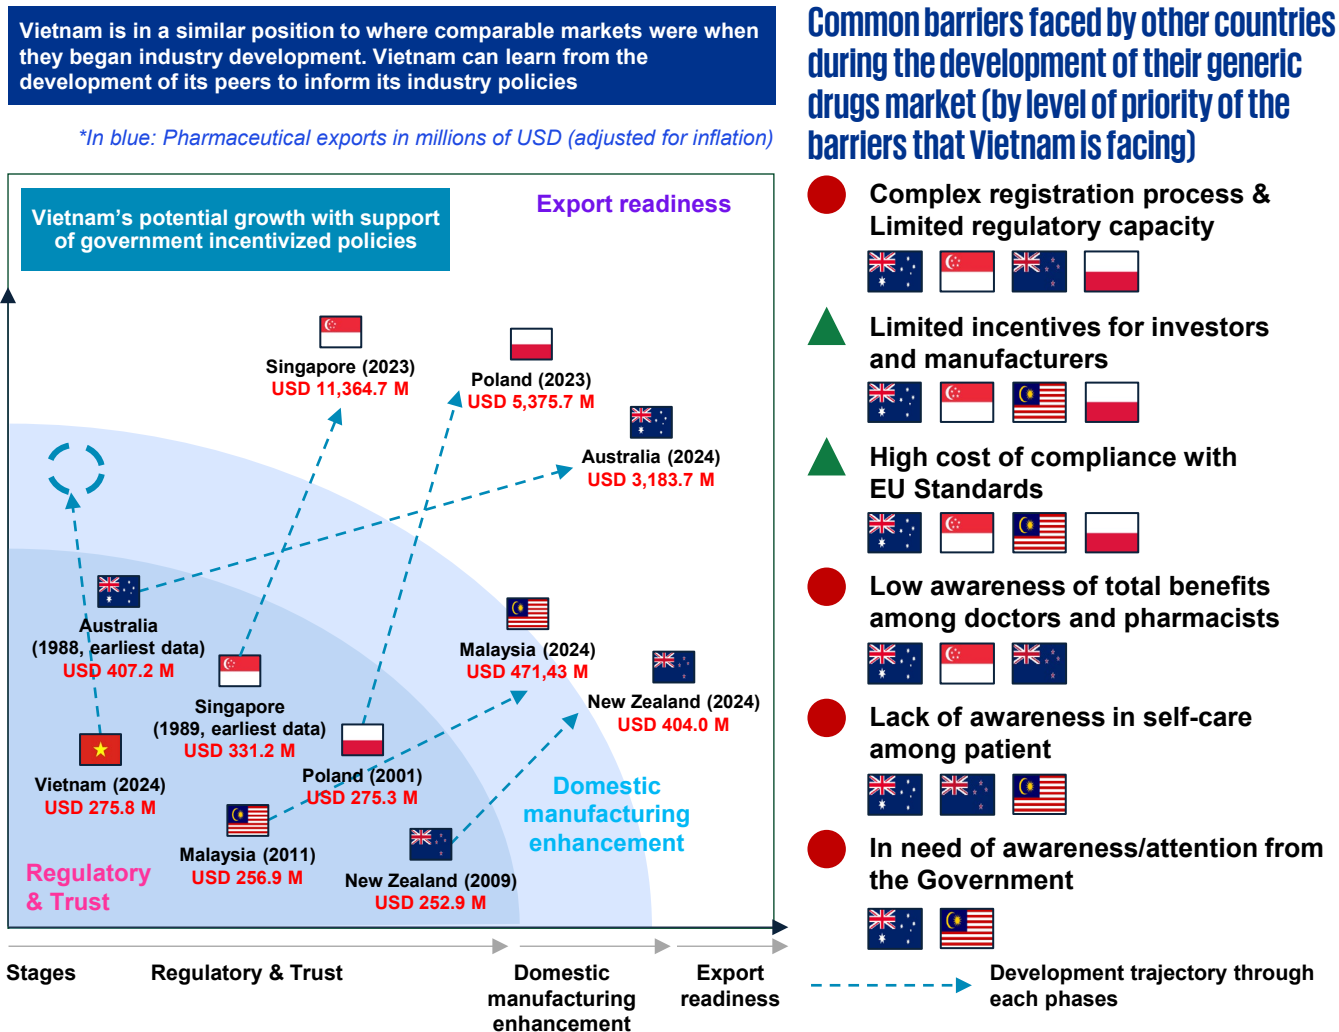 Vietnam is in a similar position to where comparable markets were when
they began industry development. Vietnam can learn from the
development of its peers to inform its industry policies
*In blue: Pharmaceutical exports in millions of USD (adjusted for inflation)
Vietnam's potential growth with support
of government incentivized policies
Export readiness
Singapore (2023)
USD 11,364.7 M
Poland (2023)
USD 5,375.7 M
Australia (2024)
USD 3,183.7 M
Australia
(1988, earliest data)
USD 407.2 M
Singapore
(1989, earliest data)
USD 331.2 M
Malaysia (2024)
USD 471,43 M
New Zealand (2024)
USD 404.0 M
Vietnam (2024)
USD 275.8 M
Poland (2001)
USD 275.3 M
Malaysia (2011)
USD 256.9 M
New Zealand (2009)
USD 252.9 M
Domestic
manufacturing
enhancement
Regulatory
& Trust
Stages
Regulatory & Trust
Domestic
manufacturing
enhancement
Export
readiness
Common barriers faced by other countries
during the development of their generic
drugs market (by level of priority of the
barriers that Vietnam is facing)
Complex registration process &
Limited regulatory capacity
Limited incentives for investors
and manufacturers
High cost of compliance with
EU Standards
Low awareness of total benefits
among doctors and pharmacists
Lack of awareness in self-care
among patient
In need of awareness/attention from
the Government
Development trajectory through
each phases